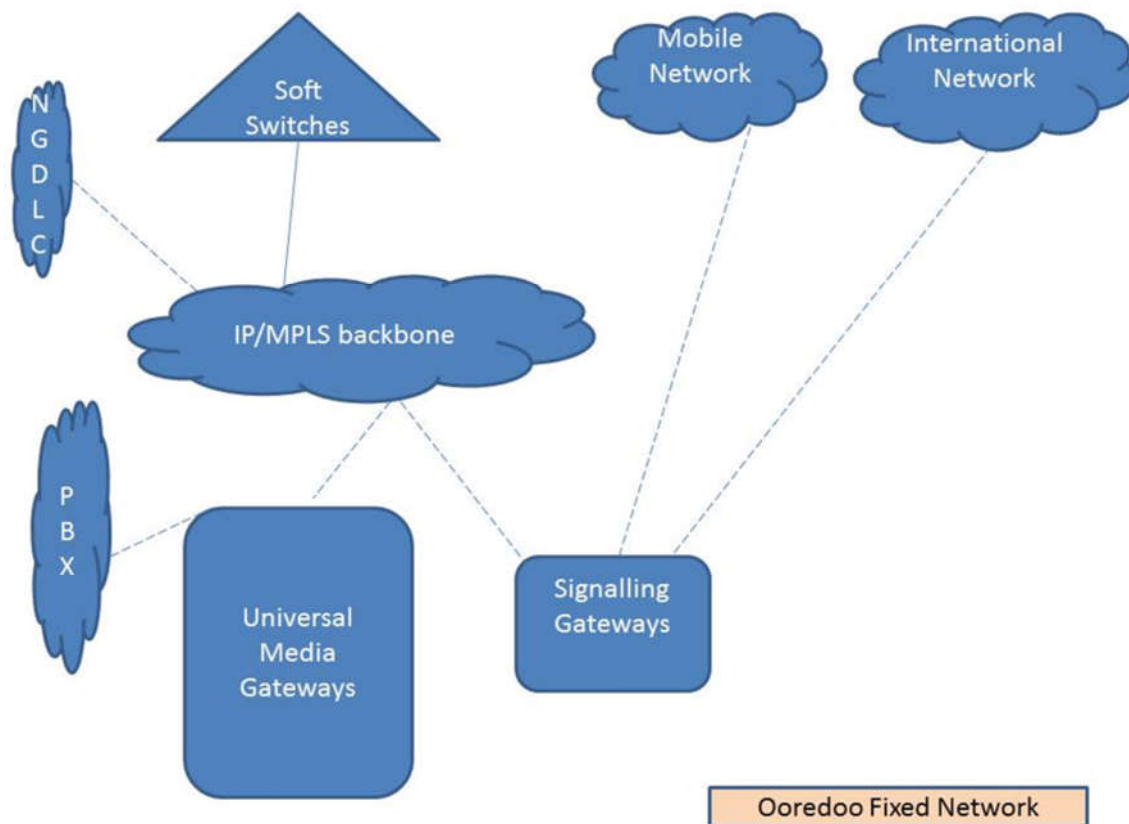 Mobile
Network
International
Network
Soft
Switches
N
G
D
L
C
IP/MPLS backbone
P
B
X
Universal
Media
Gateways
Signalling
Gateways
Ooredoo Fixed Network